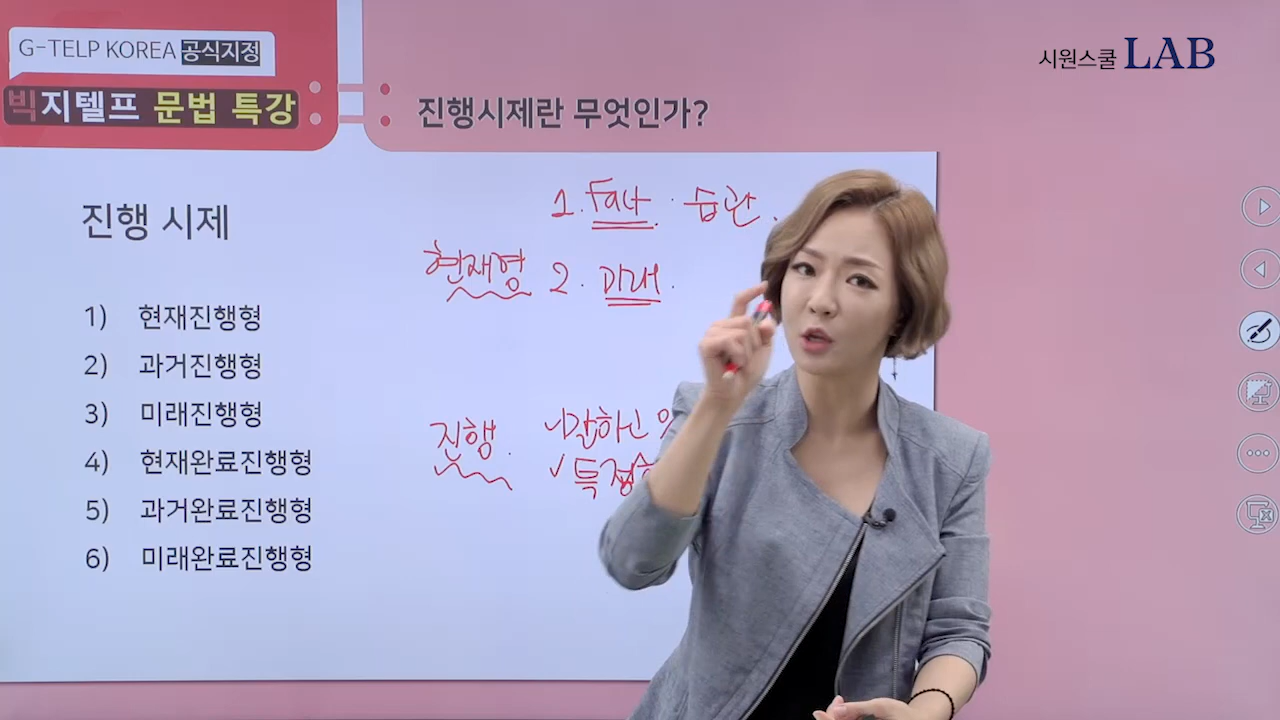 G-TELP KOREA 공식지정
빅지텔프 문법 특강
시원스쿨 LAB
진행시제란 무엇인가?
진행 시제
1) 현재진행형
2) 과거진행형
3) 미래진행형
4) 현재완료진행형
5) 과거완료진행형
6) 미래완료진행형
1. Fact 습관.
현재형 2. 미래.
진행.